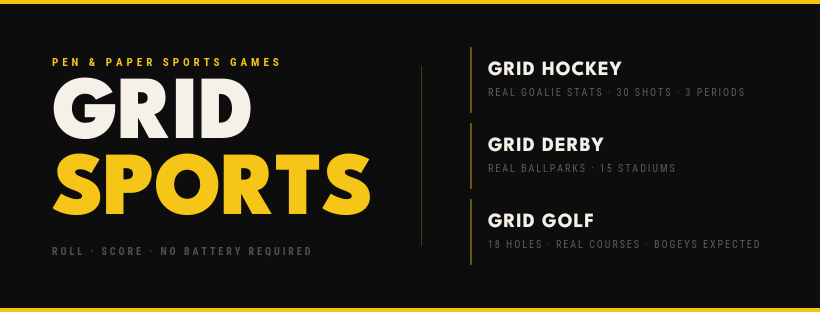 PEN & PAPER SPORTS GAMES
GRID
SPORTS
ROLL · SCORE · NO BATTERY REQUIRED
GRID HOCKEY
REAL GOALIE STATS · 30 SHOTS · 3 PERIODS
GRID DERBY
REAL BALLPARKS · 15 STADIUMS
GRID GOLF
18 HOLES · REAL COURSES · BOGEYS EXPECTED